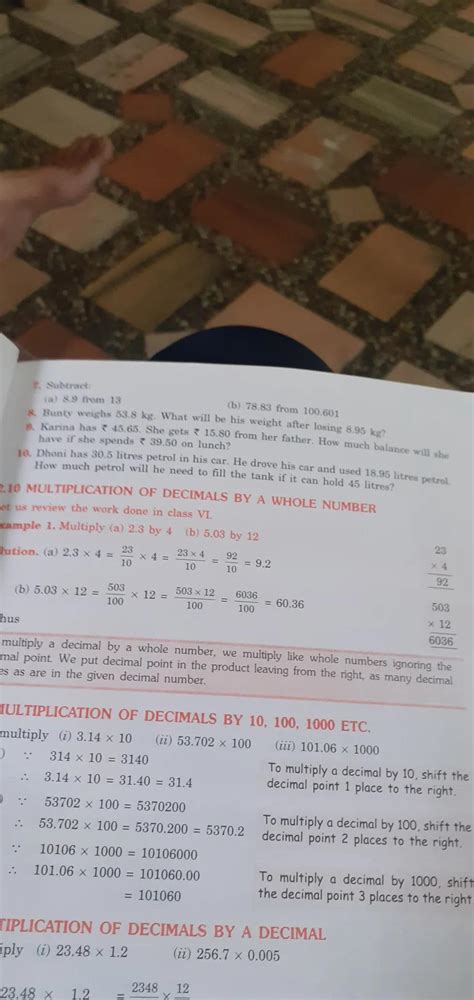 7. Subtract:
(a) 8.9 from 13 (b) 78.83 from 100.601
8. Bunty weighs 53.8 kg. What will be his weight after losing 8.95 kg?
9. Karina has ₹ 45.65. She gets ₹ 15.80 from her father. How much balance will she
have if she spends ₹ 39.50 on lunch?
10. Dhoni has 30.5 litres petrol in his car. He drove his car and used 18.95 litres petrol.
How much petrol will he need to fill the tank if it can hold 45 litres?
2.10 MULTIPLICATION OF DECIMALS BY A WHOLE NUMBER
et us review the work done in class VI.
xample 1. Multiply (a) 2.3 by 4 (b) 5.03 by 12
lution. (a) 2.3 × 4 = 23/10 × 4 = 23 × 4/10 = 92/10 = 9.2
23
× 4
92
(b) 5.03 × 12 = 503/100 × 12 = 503 × 12/100 = 6036/100 = 60.36
503
× 12
6036
hus
multiply a decimal by a whole number, we multiply like whole numbers ignoring the
mal point. We put decimal point in the product leaving from the right, as many decimal
es as are in the given decimal number.
MULTIPLICATION OF DECIMALS BY 10, 100, 1000 ETC.
multiply (i) 3.14 × 10 (ii) 53.702 × 100 (iii) 101.06 × 1000
) ∵ 314 × 10 = 3140
∴ 3.14 × 10 = 31.40 = 31.4
To multiply a decimal by 10, shift the
decimal point 1 place to the right.
) ∵ 53702 × 100 = 5370200
∴ 53.702 × 100 = 5370.200 = 5370.2
To multiply a decimal by 100, shift the
decimal point 2 places to the right.
∵ 10106 × 1000 = 10106000
∴ 101.06 × 1000 = 101060.00
= 101060
To multiply a decimal by 1000, shift
the decimal point 3 places to the right
TIPLICATION OF DECIMALS BY A DECIMAL
iply (i) 23.48 × 1.2 (ii) 256.7 × 0.005
23.48 × 1.2 = 2348 × 12